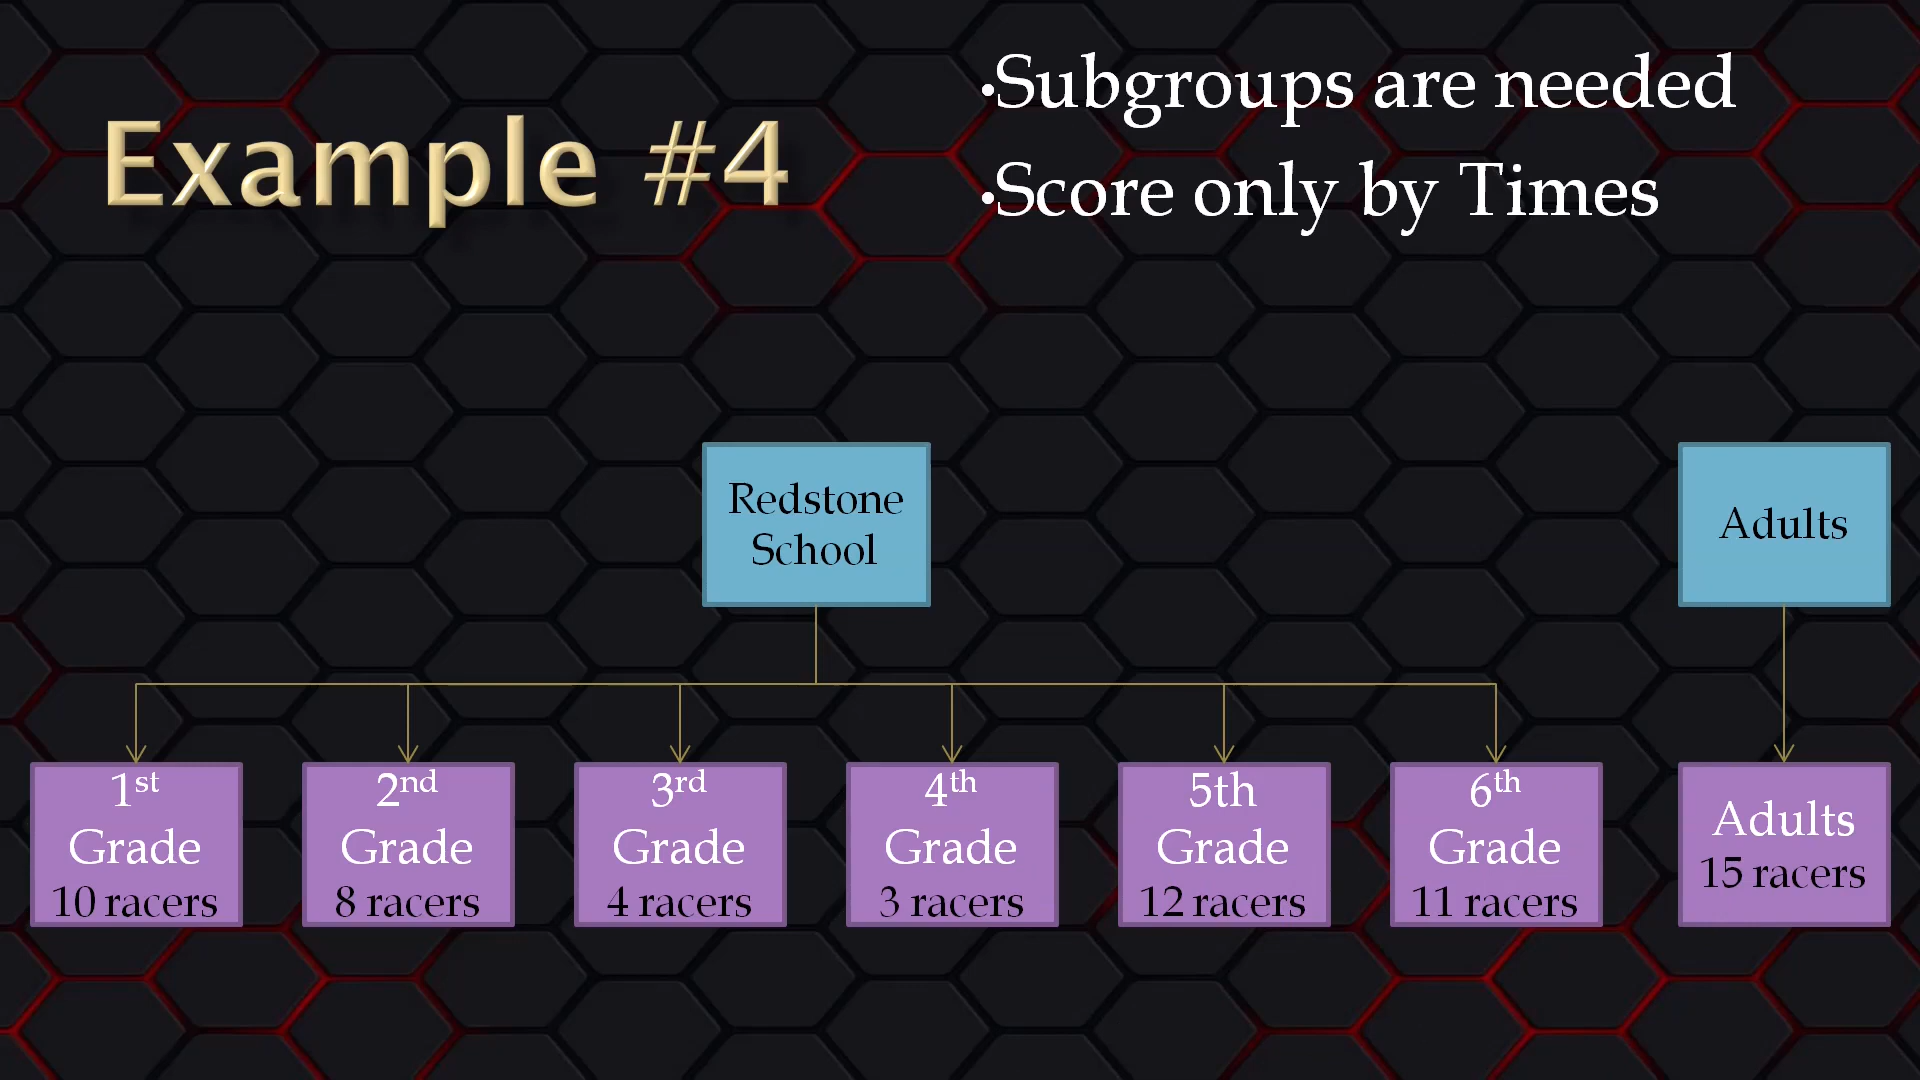 Example #4
•Subgroups are needed
•Score only by Times
Redstone
School
Adults
1st
Grade
10 racers
2nd
Grade
8 racers
3rd
Grade
4 racers
4th
Grade
3 racers
5th
Grade
12 racers
6th
Grade
11 racers
Adults
15 racers